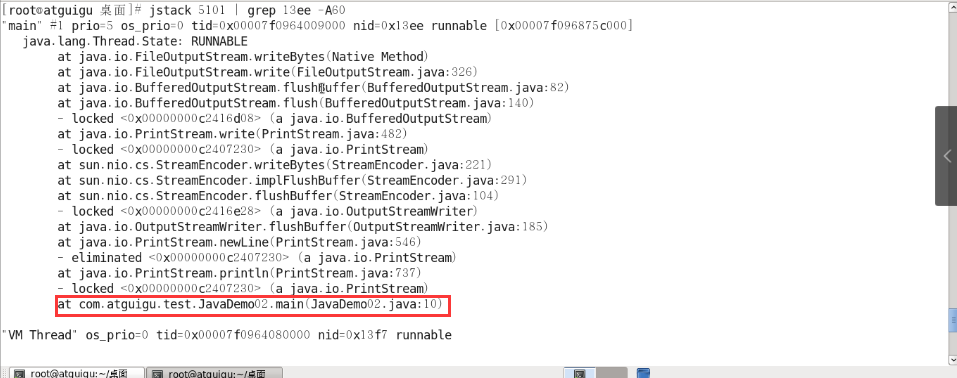 [root@atguigu 桌面]# jstack 5101 | grep 13ee -A60
"main" #1 prio=5 os_prio=0 tid=0x00007f0964009000 nid=0x13ee runnable [0x00007f096875c000]
java.lang.Thread.State: RUNNABLE
at java.io.FileOutputStream.writeBytes(Native Method)
at java.io.FileOutputStream.write(FileOutputStream.java:326)
at java.io.BufferedOutputStream.flushBuffer(BufferedOutputStream.java:82)
at java.io.BufferedOutputStream.flush(BufferedOutputStream.java:140)
- locked <0x00000000c2416d08> (a java.io.BufferedOutputStream)
at java.io.PrintStream.write(PrintStream.java:482)
- locked <0x00000000c2407230> (a java.io.PrintStream)
at sun.nio.cs.StreamEncoder.writeBytes(StreamEncoder.java:221)
at sun.nio.cs.StreamEncoder.implFlushBuffer(StreamEncoder.java:291)
at sun.nio.cs.StreamEncoder.flushBuffer(StreamEncoder.java:104)
- locked <0x00000000c2416e28> (a java.io.OutputStreamWriter)
at java.io.OutputStreamWriter.flushBuffer(OutputStreamWriter.java:185)
at java.io.PrintStream.newLine(PrintStream.java:546)
- eliminated <0x00000000c2407230> (a java.io.PrintStream)
at java.io.PrintStream.println(PrintStream.java:737)
- locked <0x00000000c2407230> (a java.io.PrintStream)
at com.atguigu.test.JavaDemo02.main(JavaDemo02.java:10)
"VM Thread" os_prio=0 tid=0x00007f0964080000 nid=0x13f7 runnable
root@atguigu:~/桌面 root@atguigu:~/桌面